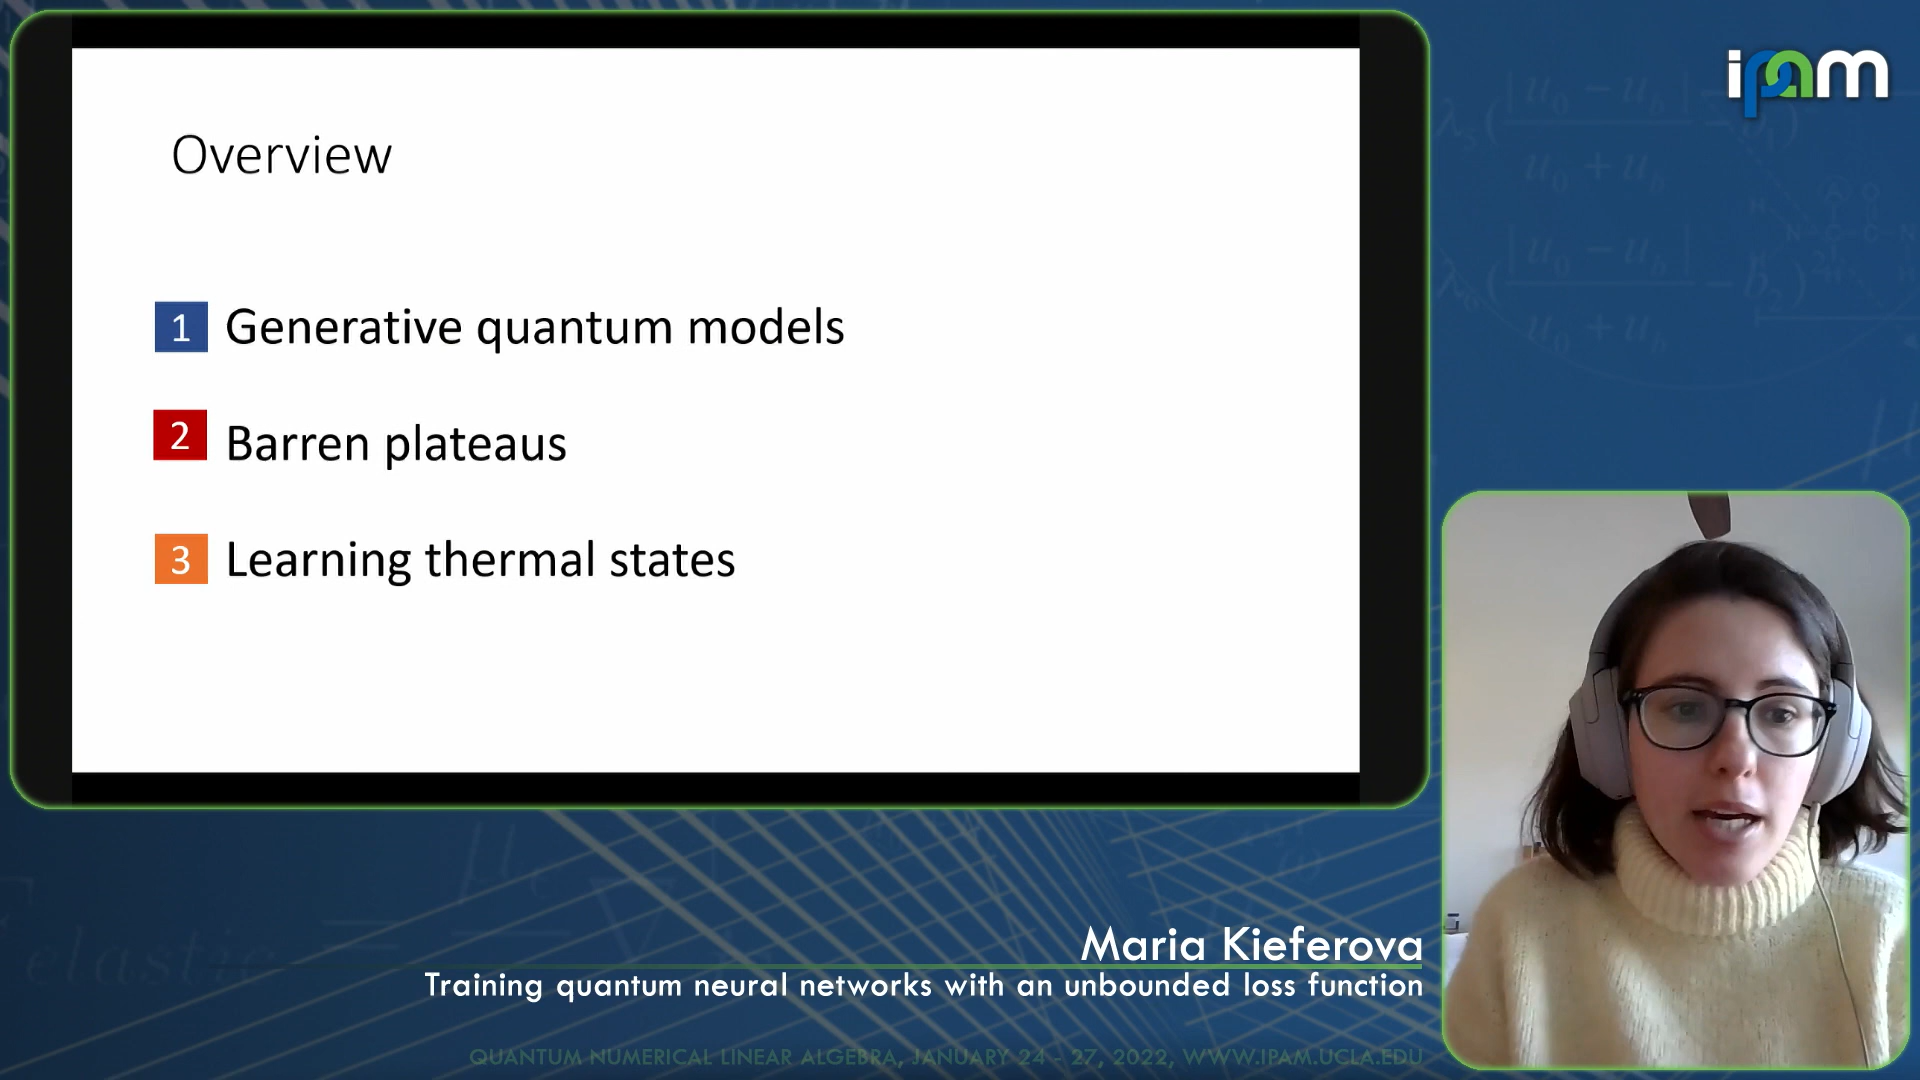 Overview
1 Generative quantum models
2 Barren plateaus
3 Learning thermal states
ipam
Maria Kieferova
Training quantum neural networks with an unbounded loss function
QUANTUM NUMERICAL LINEAR ALGEBRA, JANUARY 24 - 27, 2022, WWW.IPAM.UCLA.EDU
elastic =